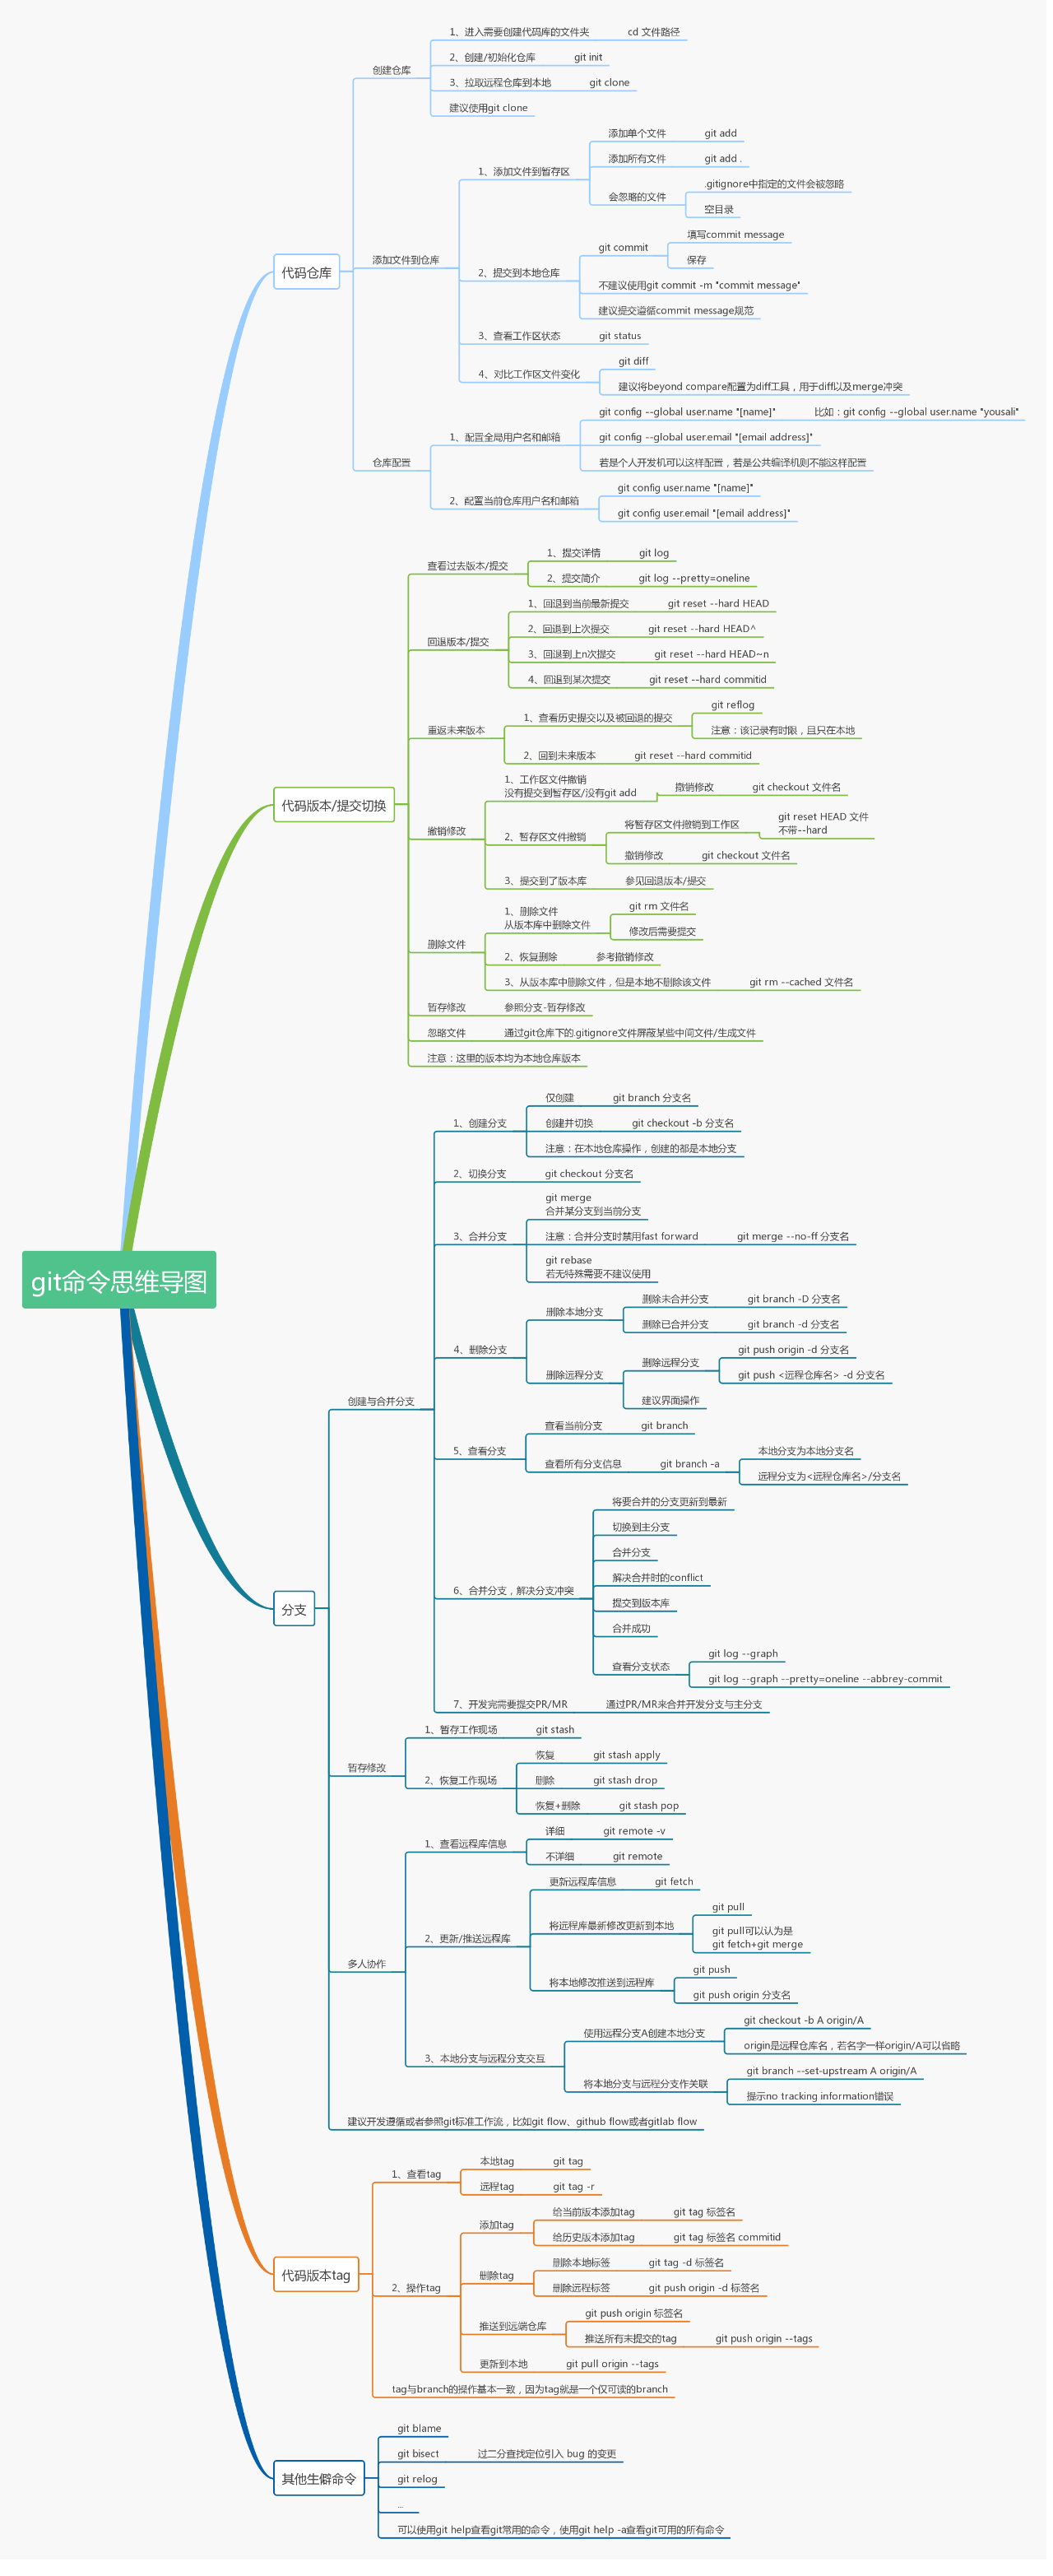 1、进入需要创建代码库的文件夹 cd 文件路径
2、创建/初始化仓库 git init
创建仓库
3、拉取远程仓库到本地 git clone
建议使用git clone
添加单个文件 git add
添加所有文件 git add .
1、添加文件到暂存区
.gitignore中指定的文件会被忽略
会忽略的文件
空目录
填写commit message
git commit
保存
添加文件到仓库
代码仓库
2、提交到本地仓库
不建议使用git commit -m "commit message"
建议提交遵循commit message规范
3、查看工作区状态 git status
git diff
4、对比工作区文件变化
建议将beyond compare配置为diff工具，用于diff以及merge冲突
git config --global user.name "[name]" 比如：git config --global user.name "yousali"
1、配置全局用户名和邮箱 git config --global user.email "[email address]"
仓库配置
若是个人开发机可以这样配置，若是公共编译机则不能这样配置
git config user.name "[name]"
2、配置当前仓库用户名和邮箱
git config user.email "[email address]"
1、提交详情 git log
查看过去版本/提交
2、提交简介 git log --pretty=oneline
1、回退到当前最新提交 git reset --hard HEAD
2、回退到上次提交 git reset --hard HEAD^
回退版本/提交
3、回退到上n次提交 git reset --hard HEAD~n
4、回退到某次提交 git reset --hard commitid
git reflog
1、查看历史提交以及被回退的提交
重返未来版本
注意：该记录有时限，且只在本地
2、回到未来版本 git reset --hard commitid
1、工作区文件撤销
没有提交到暂存区/没有git add
撤销修改 git checkout 文件名
代码版本/提交切换
撤销修改
2、暂存区文件撤销
将暂存区文件撤销到工作区
git reset HEAD 文件
不带--hard
撤销修改 git checkout 文件名
3、提交到了版本库 参见回退版本/提交
1、删除文件
从版本库中删除文件
git rm 文件名
修改后需要提交
删除文件
2、恢复删除 参考撤销修改
3、从版本库中删除文件，但是本地不删除该文件 git rm --cached 文件名
暂存修改 参照分支-暂存修改
忽略文件 通过git仓库下的.gitignore文件屏蔽某些中间文件/生成文件
注意：这里的版本均为本地仓库版本
git命令思维导图
仅创建 git branch 分支名
1、创建分支 创建并切换 git checkout -b 分支名
注意：在本地仓库操作，创建的都是本地分支
2、切换分支 git checkout 分支名
git merge
合并某分支到当前分支
3、合并分支 注意：合并分支时禁用fast forward git merge --no-ff 分支名
git rebase
若无特殊需要不建议使用
删除未合并分支 git branch -D 分支名
删除本地分支
删除已合并分支 git branch -d 分支名
4、删除分支
git push origin -d 分支名
删除远程分支
删除远程分支
git push <远程仓库名> -d 分支名
建议界面操作
创建与合并分支
查看当前分支 git branch
5、查看分支
本地分支为本地分支名
查看所有分支信息 git branch -a
远程分支为<远程仓库名>/分支名
将要合并的分支更新到最新
切换到主分支
合并分支
解决合并时的conflict
6、合并分支，解决分支冲突
提交到版本库
合并成功
分支
git log --graph
查看分支状态
git log --graph --pretty=oneline --abbrey-commit
7、开发完需要提交PR/MR 通过PR/MR来合并开发分支与主分支
1、暂存工作现场 git stash
暂存修改
恢复 git stash apply
2、恢复工作现场 删除 git stash drop
恢复+删除 git stash pop
详细 git remote -v
1、查看远程库信息
不详细 git remote
更新远程库信息 git fetch
git pull
将远程库最新修改更新到本地
git pull可以认为是
git fetch+git merge
2、更新/推送远程库
多人协作
git push
将本地修改推送到远程库
git push origin 分支名
git checkout -b A origin/A
使用远程分支A创建本地分支
origin是远程仓库名，若名字一样origin/A可以省略
3、本地分支与远程分支交互
git branch --set-upstream A origin/A
将本地分支与远程分支作关联
提示no tracking information错误
建议开发遵循或者参照git标准工作流，比如git flow、github flow或者gitlab flow
本地tag git tag
1、查看tag
远程tag git tag -r
给当前版本添加tag git tag 标签名
添加tag
给历史版本添加tag git tag 标签名 commitid
删除本地标签 git tag -d 标签名
代码版本tag
删除tag
2、操作tag
删除远程标签 git push origin -d 标签名
git push origin 标签名
推送到远端仓库
推送所有未提交的tag git push origin --tags
更新到本地 git pull origin --tags
tag与branch的操作基本一致，因为tag就是一个仅可读的branch
git blame
git bisect 过二分查找定位引入 bug 的变更
其他生僻命令
git relog
...
可以使用git help查看git常用的命令，使用git help -a查看git可用的所有命令